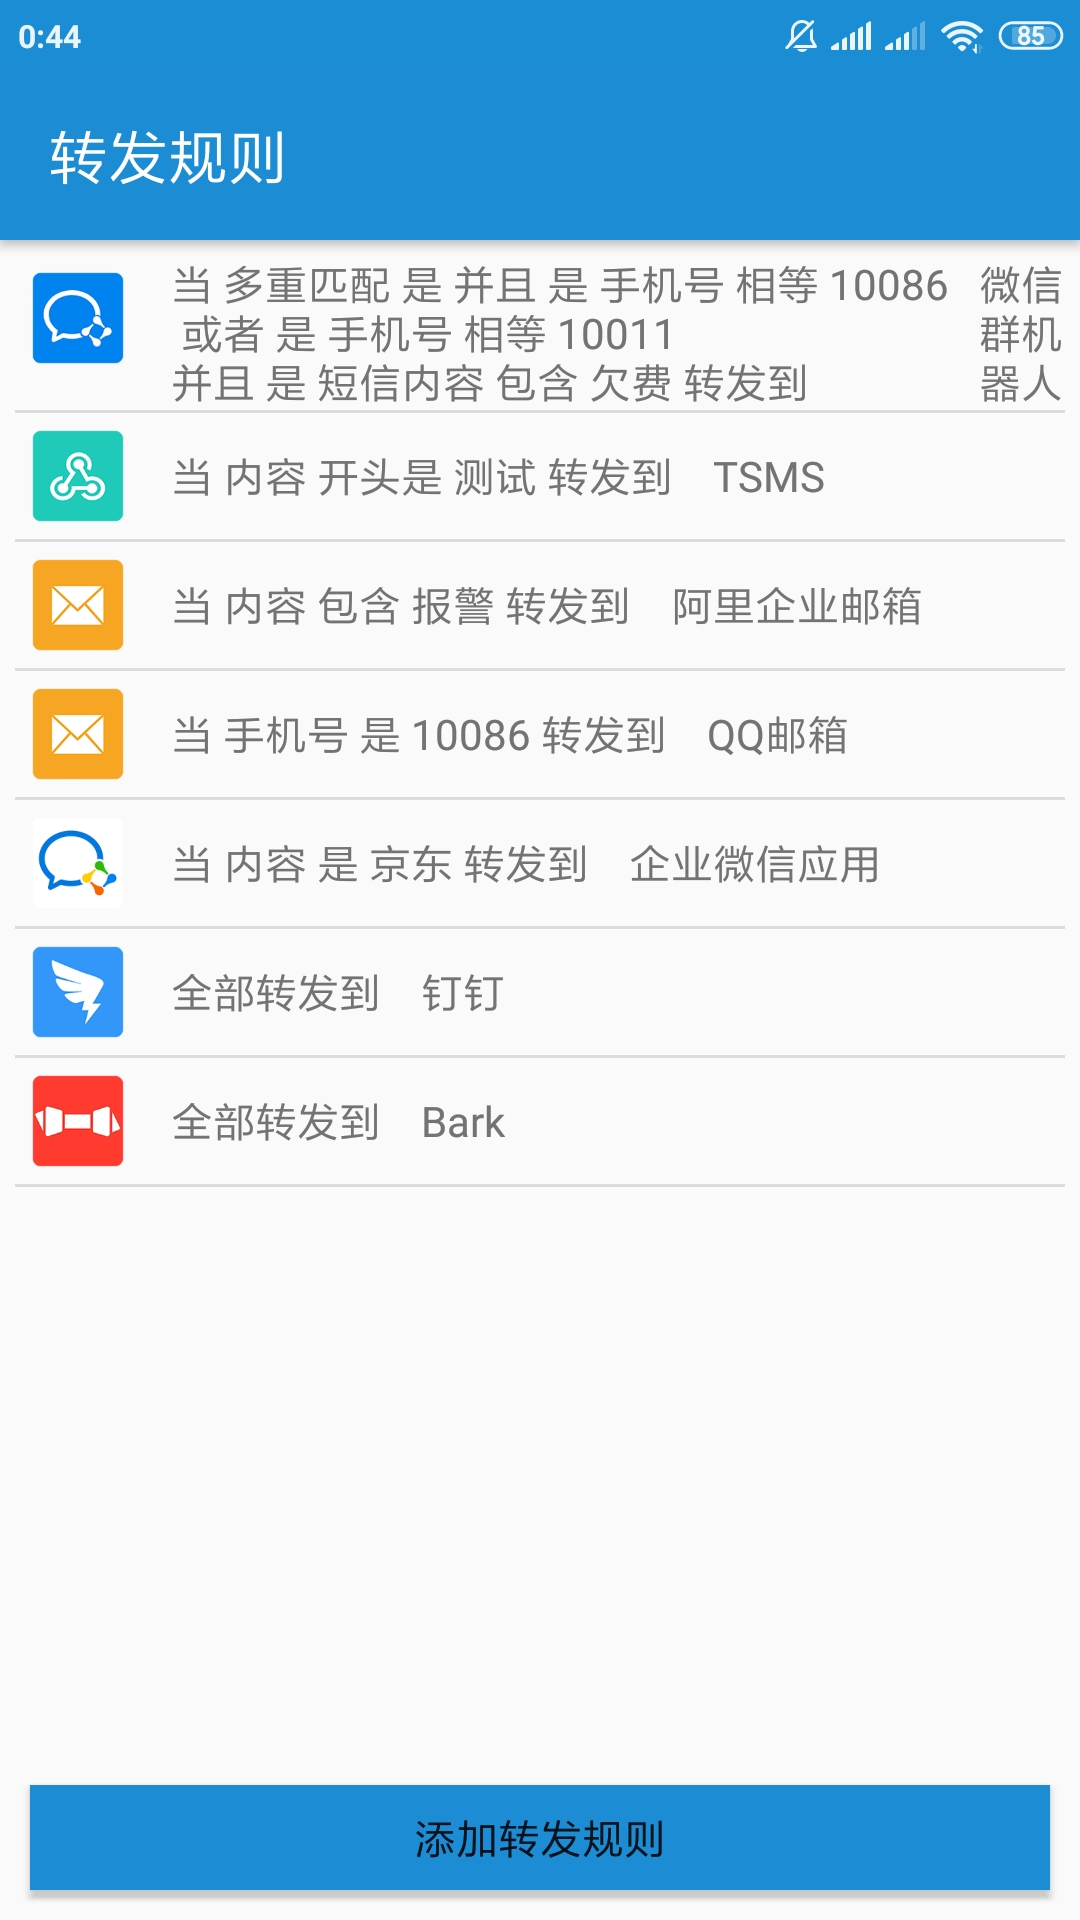 0:44
85
转发规则
当 多重匹配 是 并且 是 手机号 相等 10086
或者 是 手机号 相等 10011
并且 是 短信内容 包含 欠费 转发到
微信
群机
器人
当 内容 开头是 测试 转发到 TSMS
当 内容 包含 报警 转发到 阿里企业邮箱
当 手机号 是 10086 转发到 QQ邮箱
当 内容 是 京东 转发到 企业微信应用
全部转发到 钉钉
全部转发到 Bark
添加转发规则